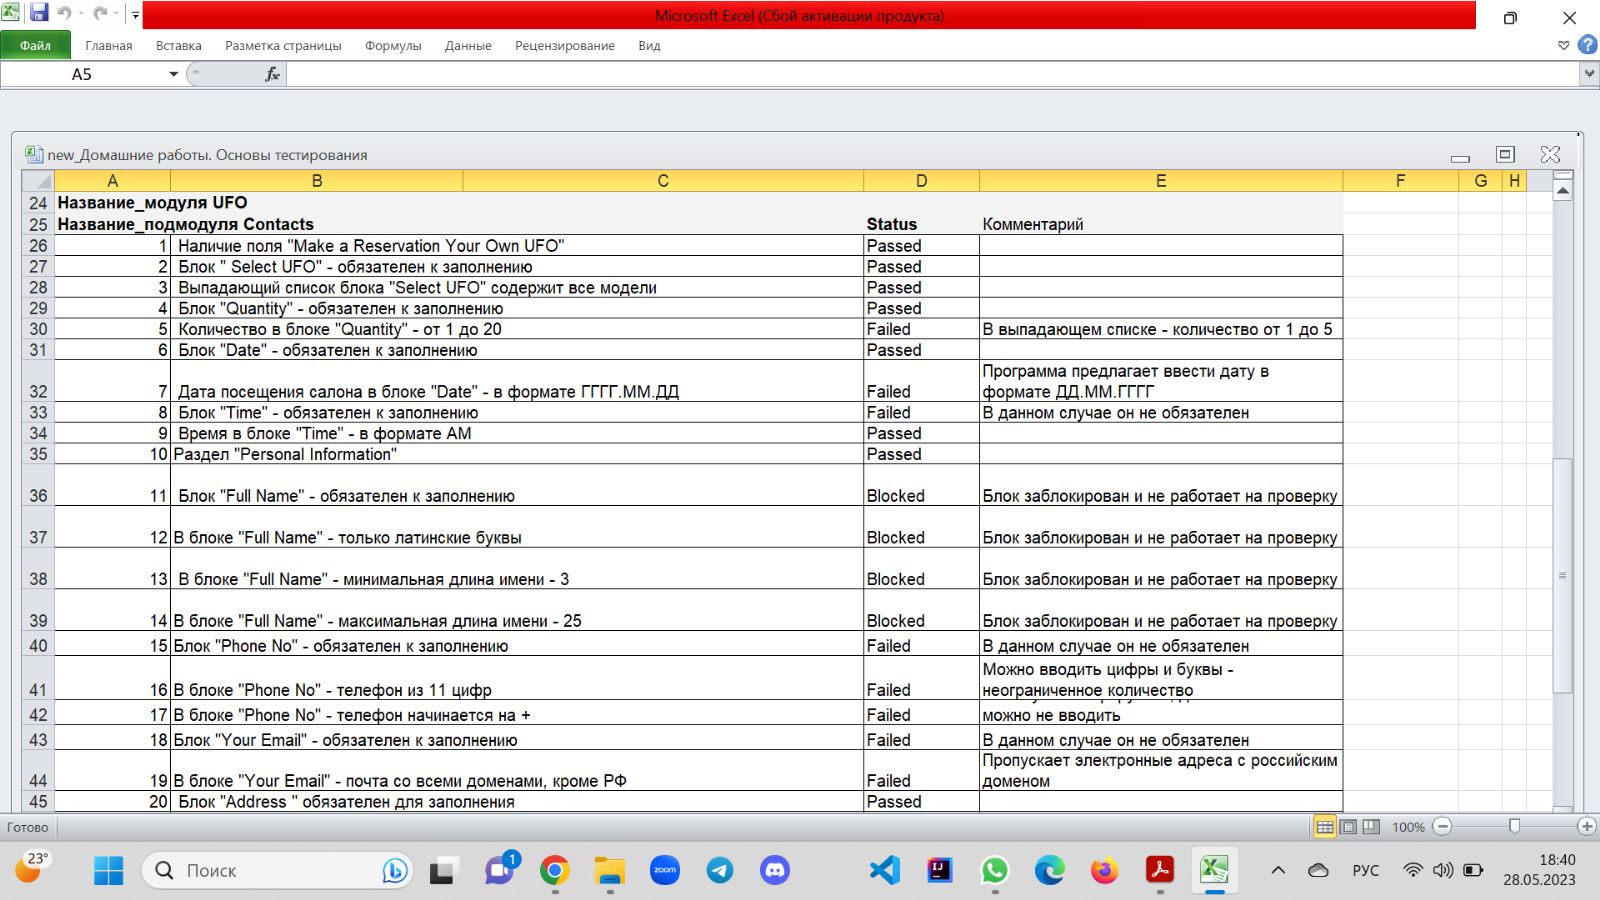 Microsoft Excel (Сбой активации продукта)
Файл Главная Вставка Разметка страницы Формулы Данные Рецензирование Вид
A5 fx
new_Домашние работы. Основы тестирования
A B C D E F G H
24 Название_модуля UFO
25 Название_подмодуля Contacts Status Комментарий
26 1 Наличие поля "Make a Reservation Your Own UFO" Passed
27 2 Блок " Select UFO" - обязателен к заполнению Passed
28 3 Выпадающий список блока "Select UFO" содержит все модели Passed
29 4 Блок "Quantity" - обязателен к заполнению Passed
30 5 Количество в блоке "Quantity" - от 1 до 20 Failed В выпадающем списке - количество от 1 до 5
31 6 Блок "Date" - обязателен к заполнению Passed
Программа предлагает ввести дату в
32 7 Дата посещения салона в блоке "Date" - в формате ГГГГ.ММ.ДД Failed формате ДД.ММ.ГГГГ
33 8 Блок "Time" - обязателен к заполнению Failed В данном случае он не обязателен
34 9 Время в блоке "Time" - в формате AM Passed
35 10 Раздел "Personal Information" Passed
36 11 Блок "Full Name" - обязателен к заполнению Blocked Блок заблокирован и не работает на проверку
37 12 В блоке "Full Name" - только латинские буквы Blocked Блок заблокирован и не работает на проверку
38 13 В блоке "Full Name" - минимальная длина имени - 3 Blocked Блок заблокирован и не работает на проверку
39 14 В блоке "Full Name" - максимальная длина имени - 25 Blocked Блок заблокирован и не работает на проверку
40 15 Блок "Phone No" - обязателен к заполнению Failed В данном случае он не обязателен
Можно вводить цифры и буквы -
41 16 В блоке "Phone No" - телефон из 11 цифр Failed неограниченное количество
42 17 В блоке "Phone No" - телефон начинается на + Failed можно не вводить
43 18 Блок "Your Email" - обязателен к заполнению Failed В данном случае он не обязателен
Пропускает электронные адреса с российским
44 19 В блоке "Your Email" - почта со всеми доменами, кроме РФ Failed доменом
45 20 Блок "Address " обязателен для заполнения Passed
Готово 100%
23° Поиск 1 zoom IJ РУС 18:40
28.05.2023